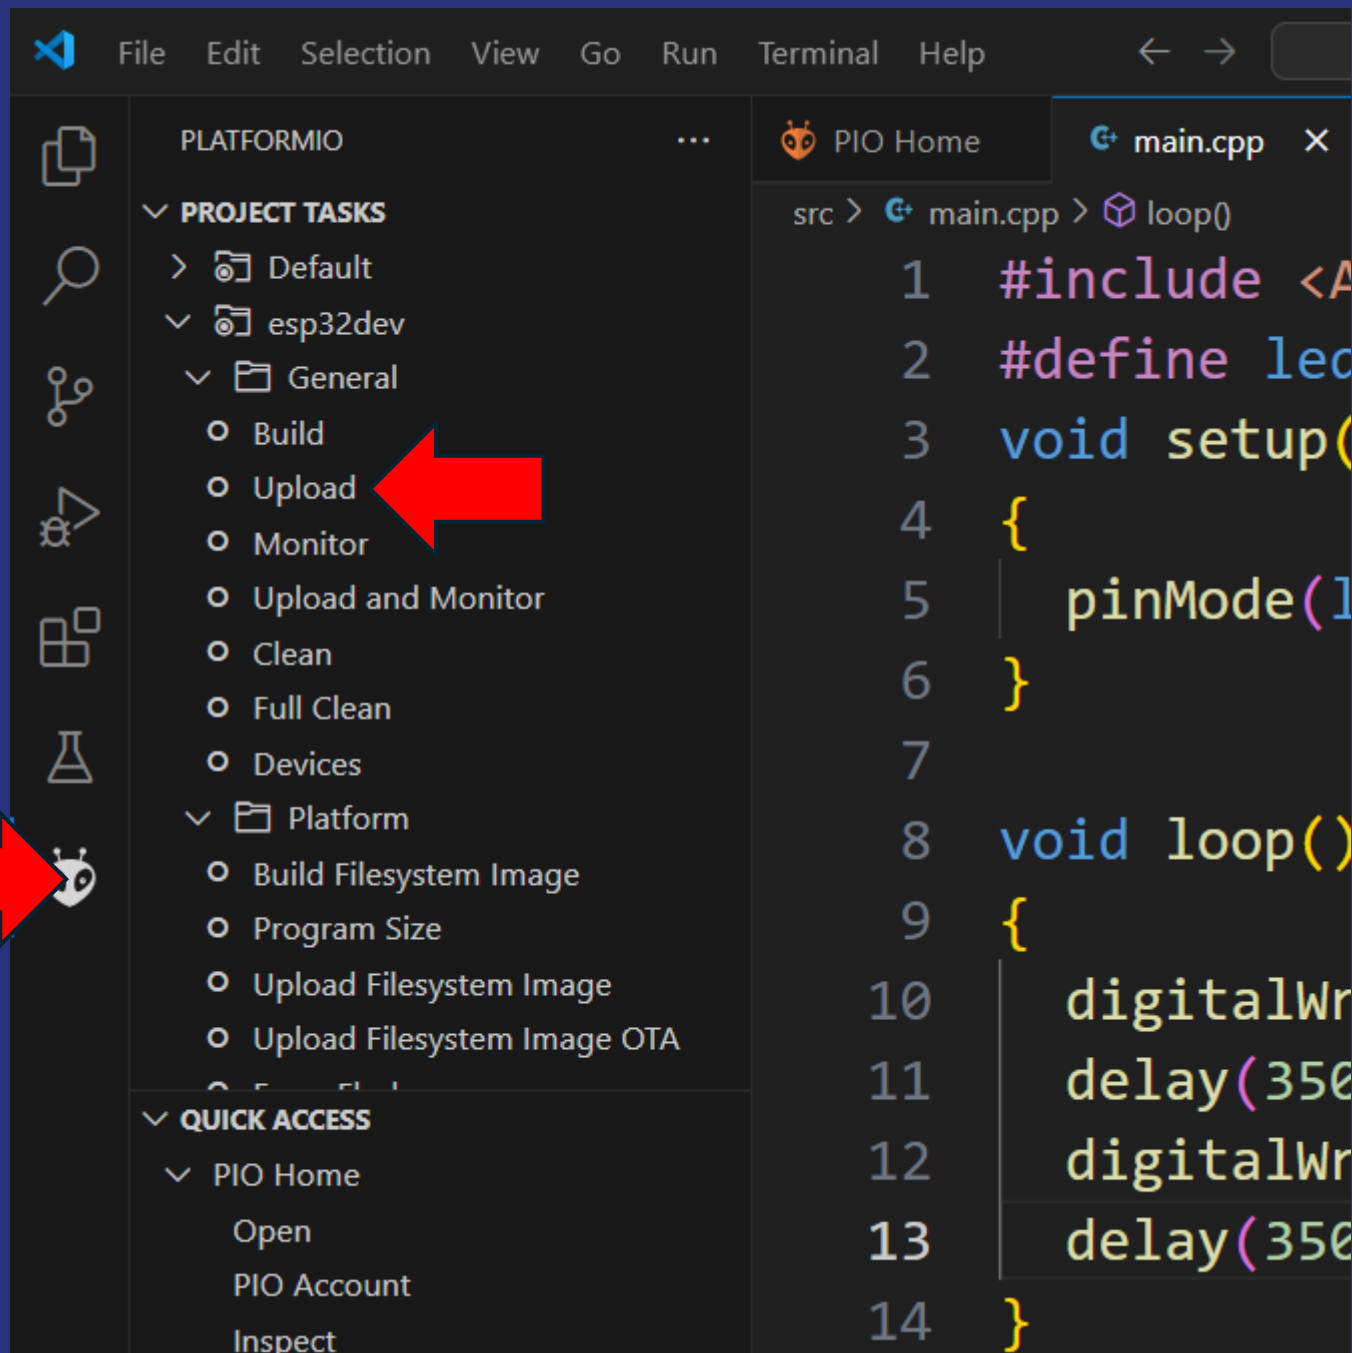 File Edit Selection View Go Run Terminal Help
PLATFORMIO
PROJECT TASKS
Default
esp32dev
General
Build
Upload
Monitor
Upload and Monitor
Clean
Full Clean
Devices
Platform
Build Filesystem Image
Program Size
Upload Filesystem Image
Upload Filesystem Image OTA
QUICK ACCESS
PIO Home
Open
PIO Account
Inspect
PIO Home main.cpp
src > main.cpp > loop()
1 #include <A
2 #define led
3 void setup(
4 {
5 pinMode(l
6 }
7
8 void loop()
9 {
10 digitalWr
11 delay(350
12 digitalWr
13 delay(350
14 }